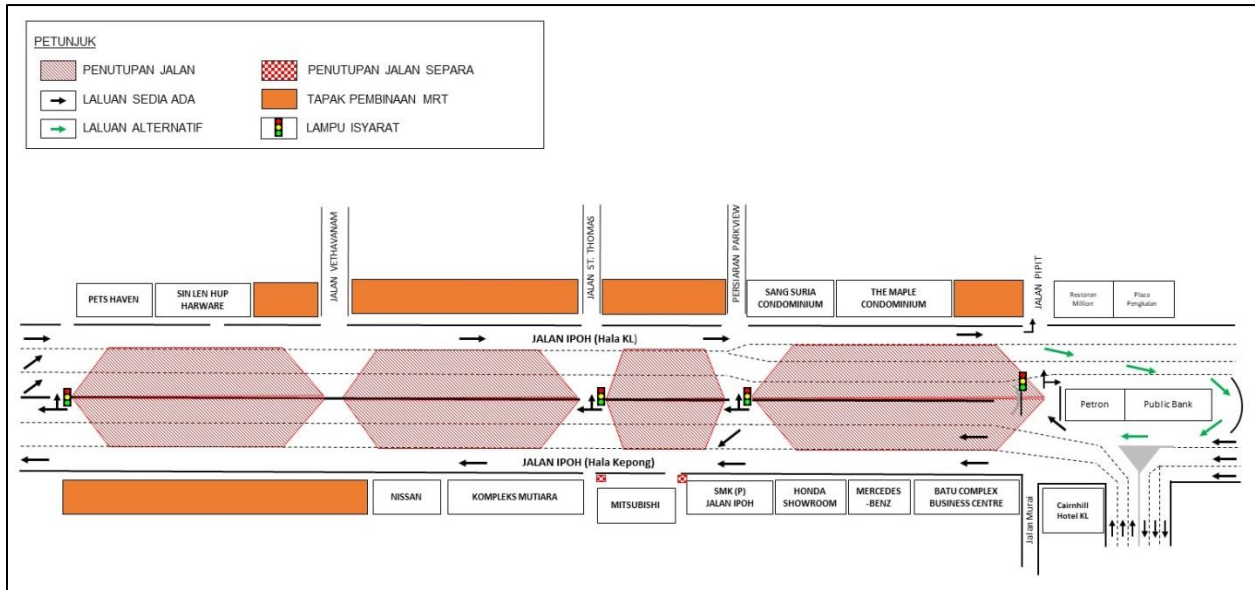 PETUNJUK
PENUTUPAN JALAN
PENUTUPAN JALAN SEPARA
LALUAN SEDIA ADA
TAPAK PEMBINAAN MRT
LALUAN ALTERNATIF
LAMPU ISYARAT
JALAN VETHAVANAM
JALAN ST. THOMAS
PERSIARAN PARKVIEW
JALAN PIPIT
PETS HAVEN
SIN LEN HUP
HARWARE
SANG SURIA
CONDOMINIUM
THE MAPLE
CONDOMINIUM
Restoran
Million
Plaza
Pengkalan
JALAN IPOH (Hala KL)
Petron
Public Bank
JALAN IPOH (Hala Kepong)
NISSAN
KOMPLEKS MUTIARA
MITSUBISHI
SMK (P)
JALAN IPOH
HONDA
SHOWROOM
MERCEDES
-BENZ
BATU COMPLEX
BUSINESS CENTRE
Jalan Murai
Cairnhill
Hotel KL